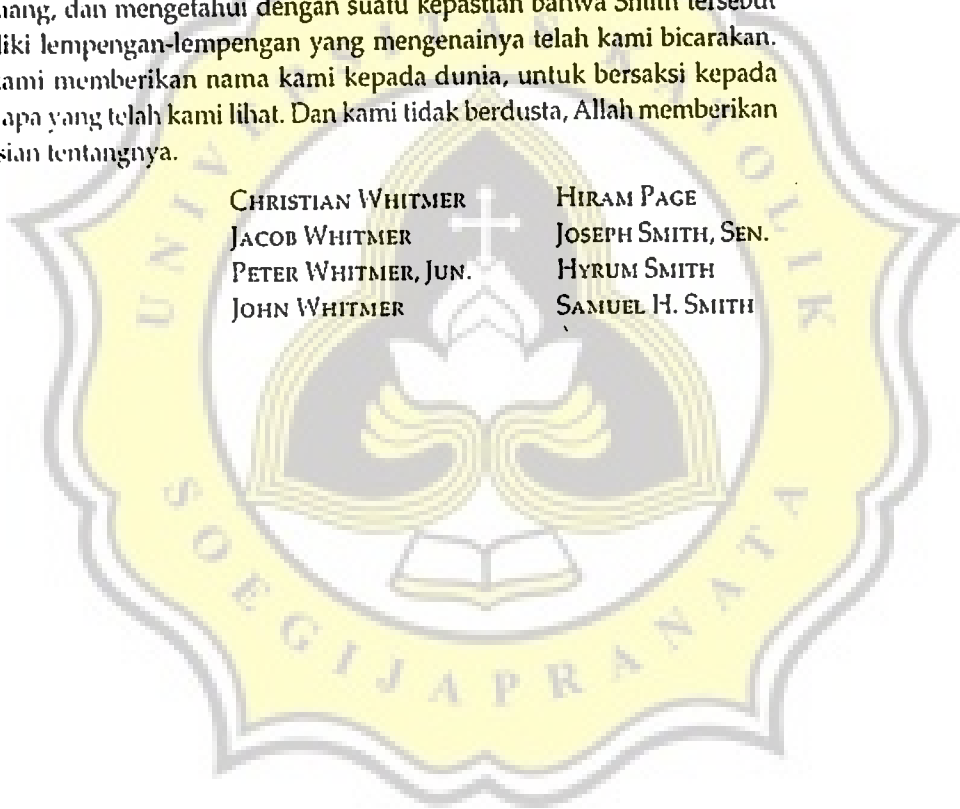 nang, dan mengetahui dengan suatu kepastian bahwa Smith tersebut
liki lempengan-lempengan yang mengenainya telah kami bicarakan.
ami memberikan nama kami kepada dunia, untuk bersaksi kepada
apa yang telah kami lihat. Dan kami tidak berdusta, Allah memberikan
sian tentangnya.
CHRISTIAN WHITMER
JACOB WHITMER
PETER WHITMER, JUN.
JOHN WHITMER
HIRAM PAGE
JOSEPH SMITH, SEN.
HYRUM SMITH
SAMUEL H. SMITH
UNIVERSITAS KATOLIK
SOEGIJAPRANATA